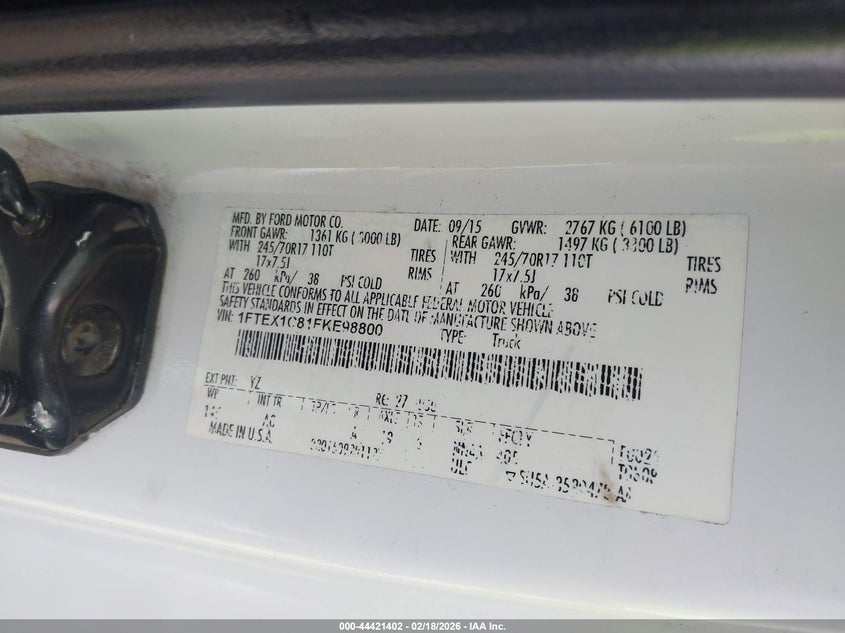 MFD. BY FORD MOTOR CO. DATE: 09/15 GVWR: 2767 KG ( 6100 LB)
FRONT GAWR: 1361 KG ( 3000 LB) REAR GAWR: 1497 KG ( 3300 LB)
WITH 245/70R17 110T TIRES WITH 245/70R17 110T TIRES
17x7.5J RIMS 17x7.5J RIMS
AT 260 kPa/ 38 PSI COLD AT 260 kPa/ 38 PSI COLD
THIS VEHICLE CONFORMS TO ALL APPLICABLE FEDERAL MOTOR VEHICLE
SAFETY STANDARDS IN EFFECT ON THE DATE OF MANUFACTURE SHOWN ABOVE
VIN: 1FTEX1C81FKE98800
TYPE: Truck
EXT PNT: YZ
WB INT TR
AG
MADE IN U.S.A.
000-44421402 - 02/18/2026 - IAA Inc.